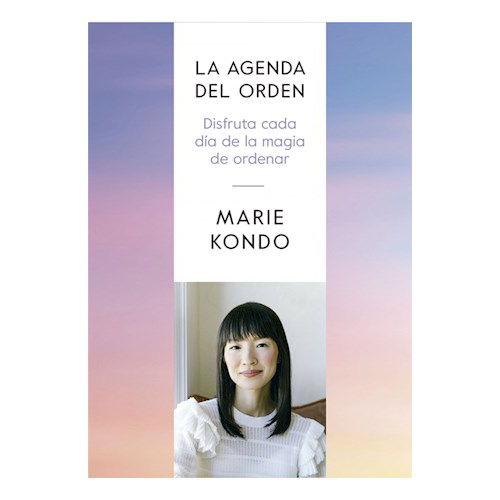 LA AGENDA
DEL ORDEN
Disfruta cada
día de la magia
de ordenar
MARIE
KONDO